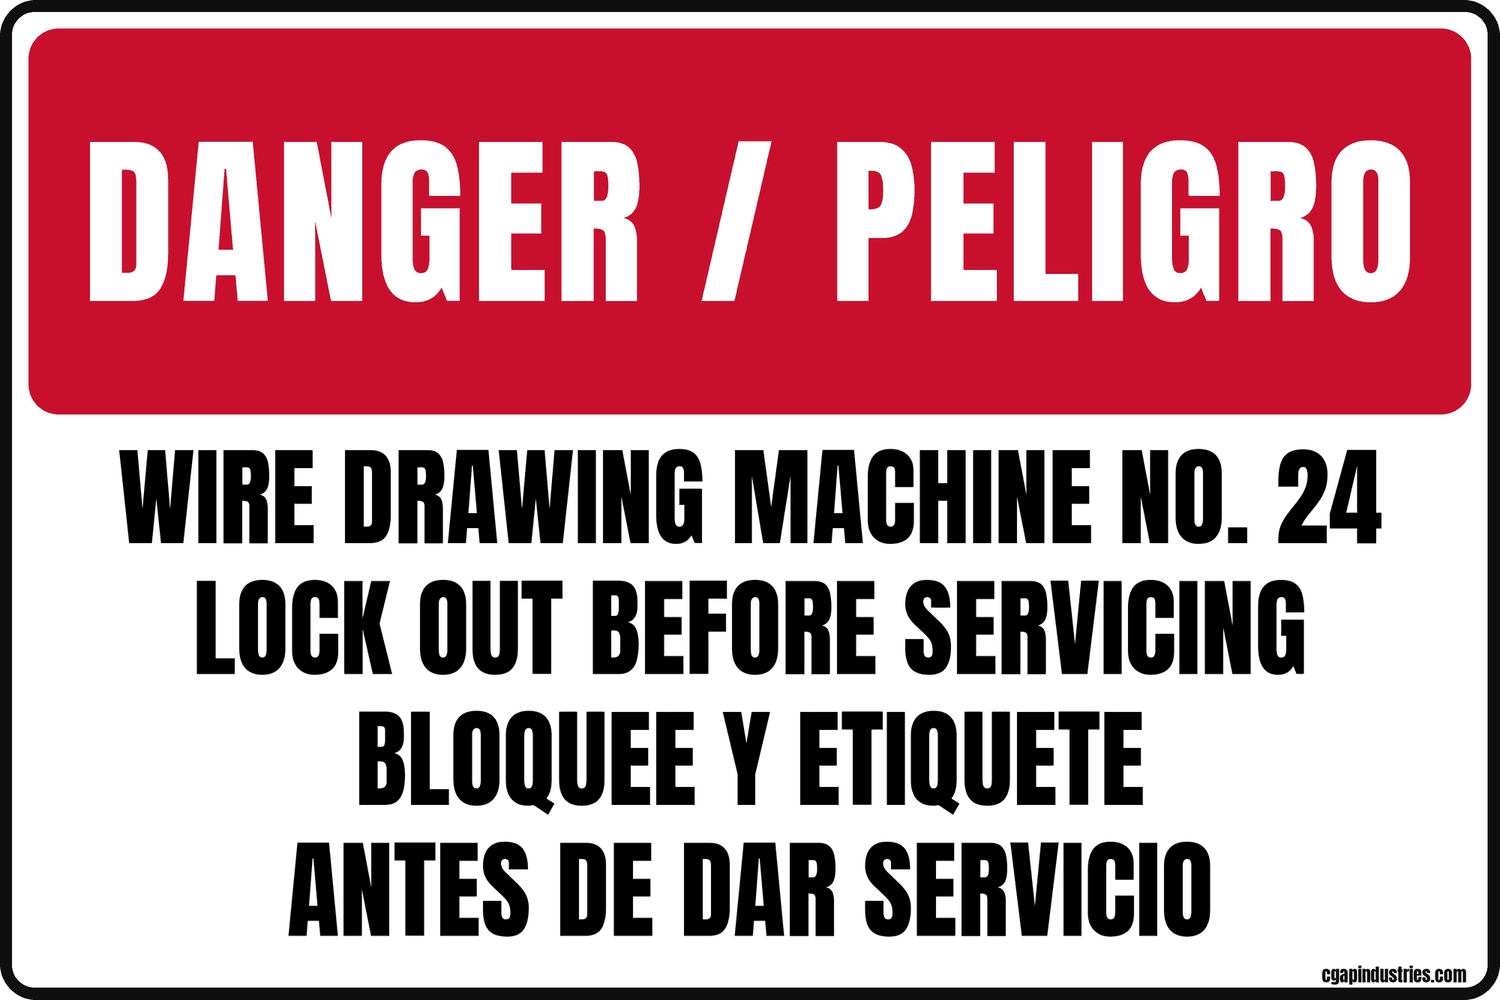 DANGER / PELIGRO
WIRE DRAWING MACHINE NO. 24
LOCK OUT BEFORE SERVICING
BLOQUEE Y ETIQUETE
ANTES DE DAR SERVICIO
cgapindustries.com